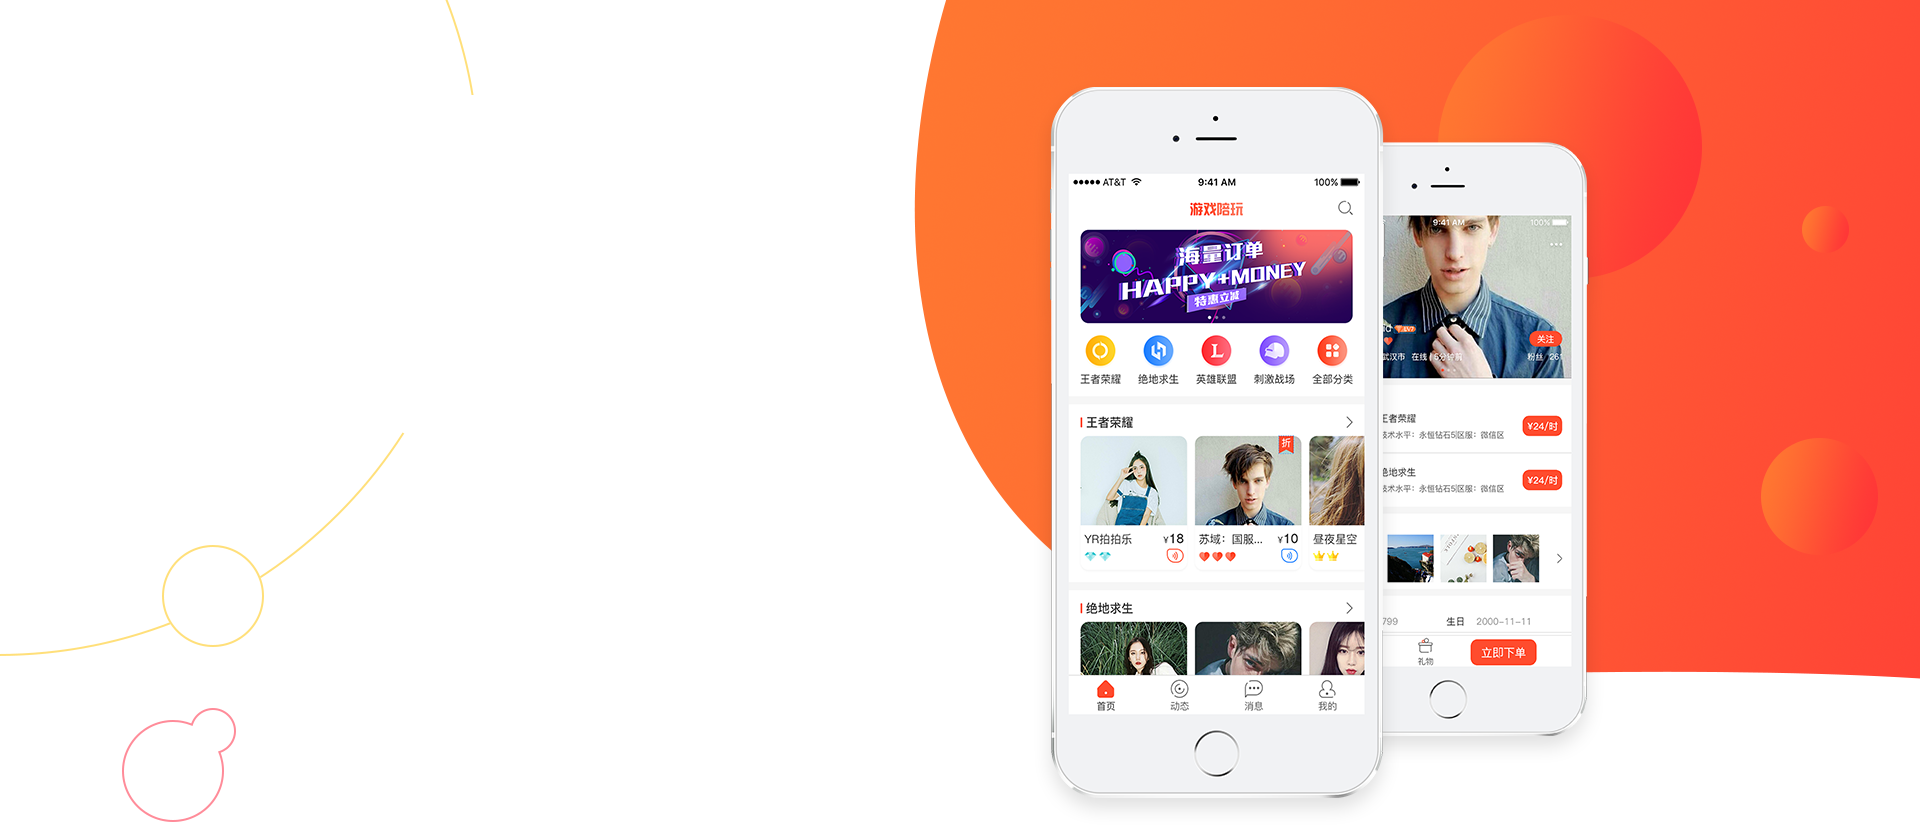 AT&T 9:41 AM 100%
游戏陪玩
海量订单
HAPPY+MONEY
特惠立减
王者荣耀 绝地求生 英雄联盟 刺激战场 全部分类
王者荣耀
折
YR拍拍乐 ¥18 苏域：国服... ¥10 昼夜星空
绝地求生
首页 动态 消息 我的
9:41 AM 100%
关注
武汉市 在线 5分钟前 粉丝 261
王者荣耀
技术水平：永恒钻石5|区服：微信区
¥24/时
绝地求生
技术水平：永恒钻石5|区服：微信区
¥24/时
799 生日 2000-11-11
礼物 立即下单